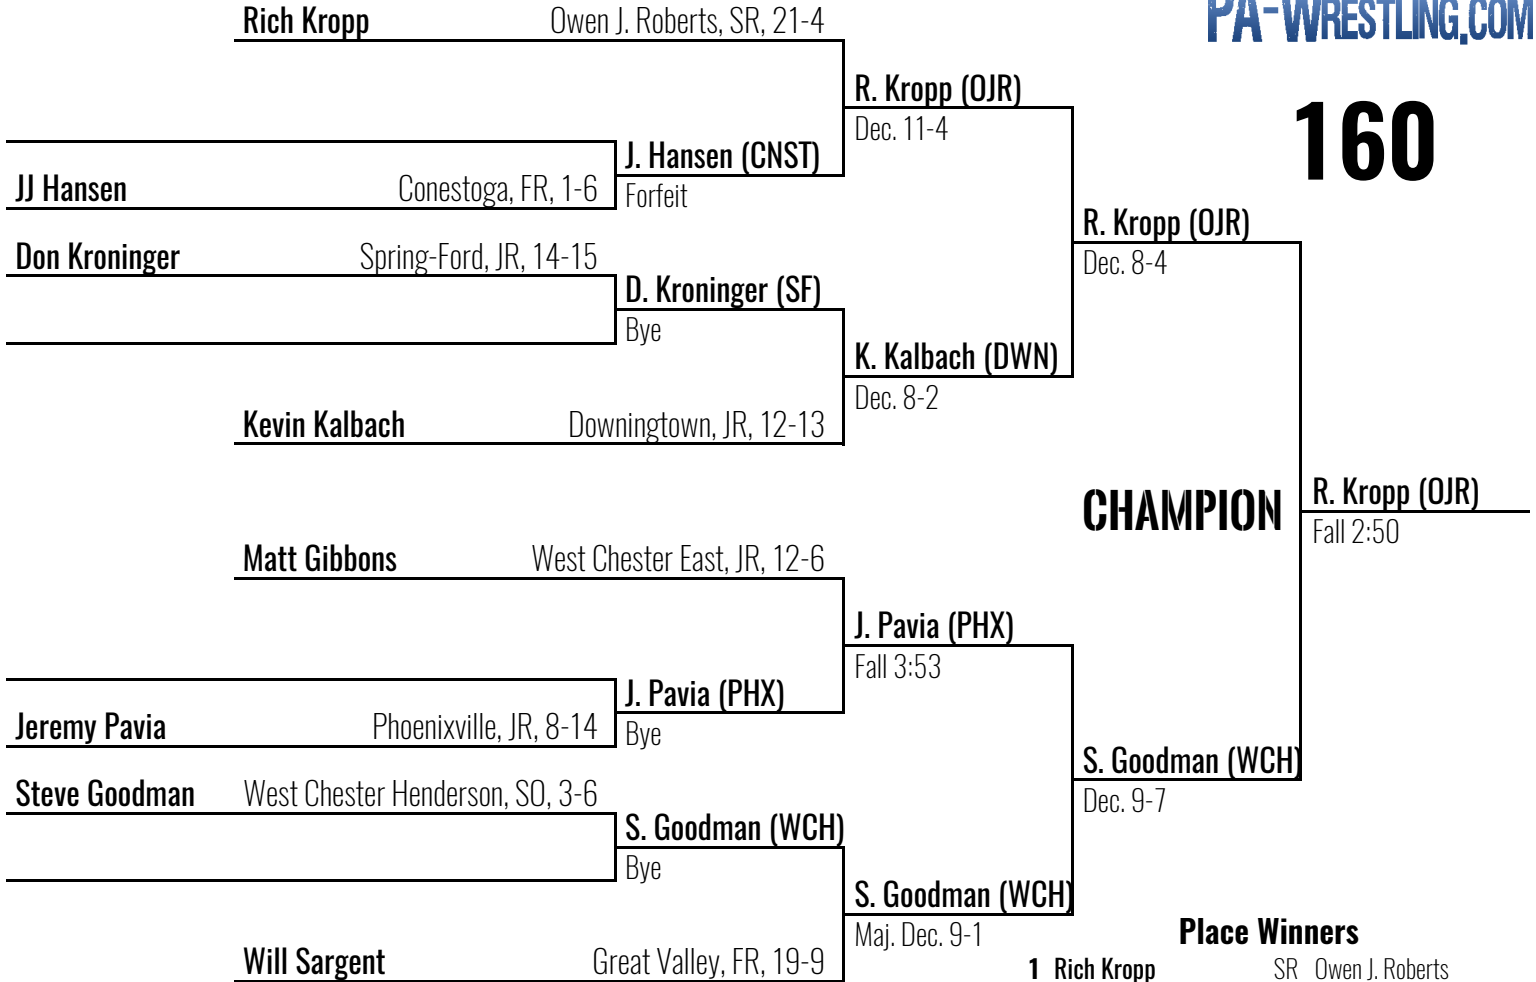 Rich Kropp Owen J. Roberts, SR, 21-4
PA-WRESTLING.COM
R. Kropp (OJR)
Dec. 11-4
160
J. Hansen (CNST)
Forfeit
JJ Hansen Conestoga, FR, 1-6
R. Kropp (OJR)
Dec. 8-4
Don Kroninger Spring-Ford, JR, 14-15
D. Kroninger (SF)
Bye
K. Kalbach (DWN)
Dec. 8-2
Kevin Kalbach Downingtown, JR, 12-13
CHAMPION
R. Kropp (OJR)
Fall 2:50
Matt Gibbons West Chester East, JR, 12-6
J. Pavia (PHX)
Fall 3:53
J. Pavia (PHX)
Bye
Jeremy Pavia Phoenixville, JR, 8-14
S. Goodman (WCH)
Dec. 9-7
Steve Goodman West Chester Henderson, SO, 3-6
S. Goodman (WCH)
Bye
S. Goodman (WCH)
Maj. Dec. 9-1
Will Sargent Great Valley, FR, 19-9
Place Winners
1 Rich Kropp SR Owen J. Roberts